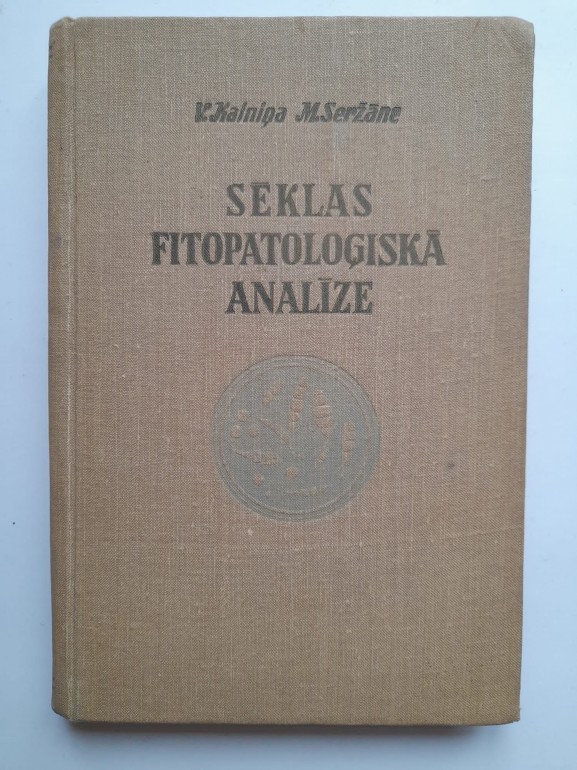 V. Kalniņa M. Seržāne
SĒKLAS
FITOPATOLOĢISKĀ
ANALĪZE